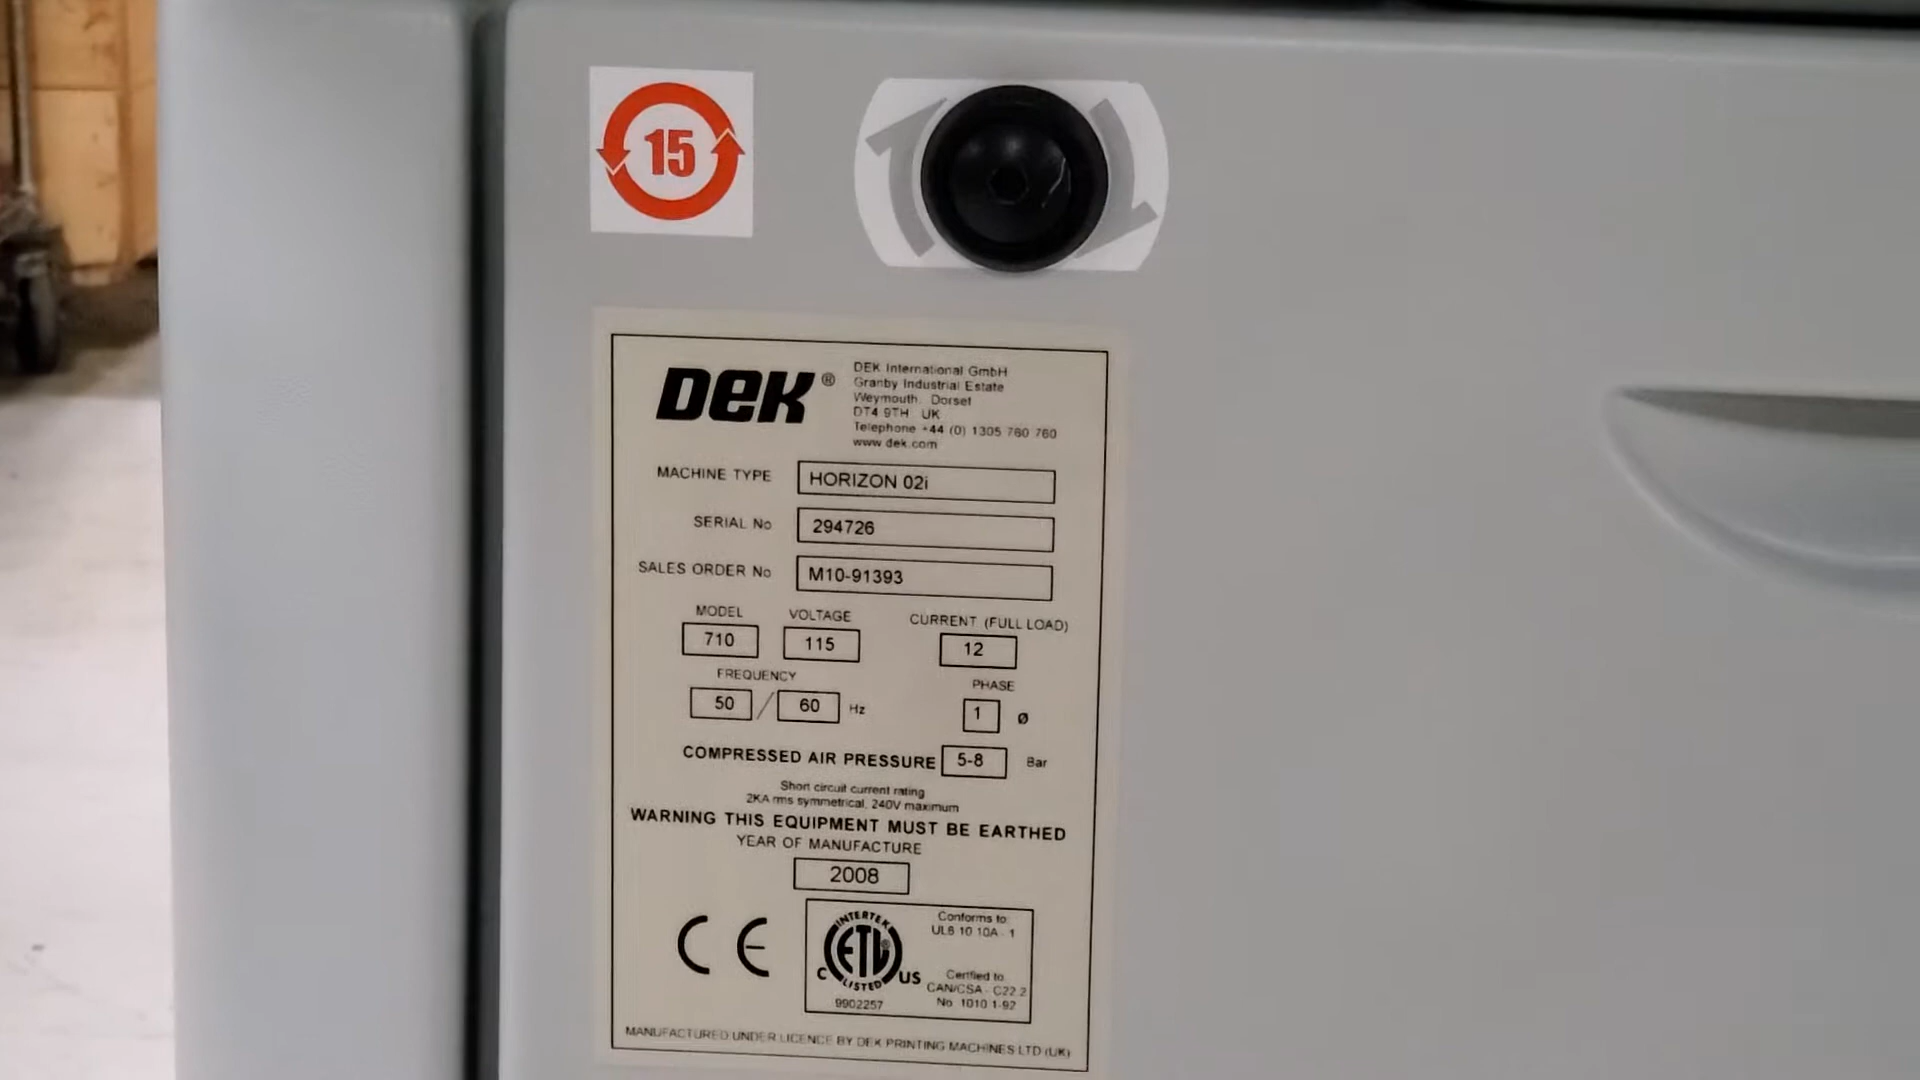 15
DEK®
DEK International GmbH
Granby Industrial Estate
Weymouth. Dorset
DT4 9TH UK
Telephone +44 (0) 1305 760 760
www.dek.com
MACHINE TYPE HORIZON 02i
SERIAL No 294726
SALES ORDER No M10-91393
MODEL VOLTAGE CURRENT (FULL LOAD)
710 115 12
FREQUENCY PHASE
50 / 60 Hz 1 Ø
COMPRESSED AIR PRESSURE 5-8 Bar
Short circuit current rating
2KA rms symmetrical, 240V maximum
WARNING THIS EQUIPMENT MUST BE EARTHED
YEAR OF MANUFACTURE
2008
CE
INTERTEK
ETL®
LISTED
C US
9902257
Conforms to
UL6 10 10A - 1
Certified to
CAN/CSA - C22.2
No 1010.1-92
MANUFACTURED UNDER LICENCE BY DEK PRINTING MACHINES LTD (UK)